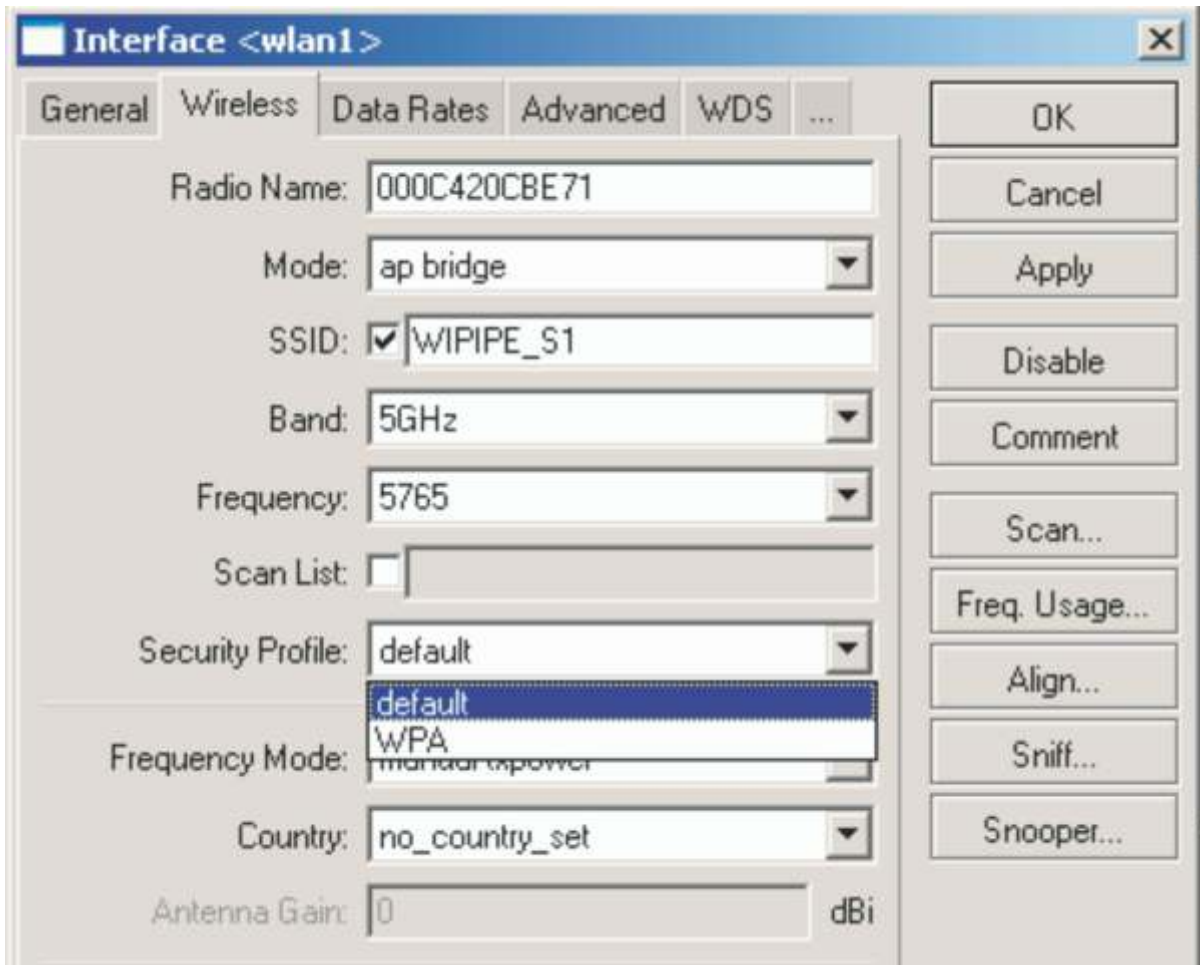 Interface <wlan1>
General Wireless Data Rates Advanced WDS ...
Radio Name: 000C420CBE71
Mode: ap bridge
SSID: WIPIPE_S1
Band: 5GHz
Frequency: 5765
Scan List:
Security Profile: default
default
WPA
Frequency Mode:
Country: no_country_set
Antenna Gain: 0 dBi
OK
Cancel
Apply
Disable
Comment
Scan...
Freq. Usage...
Align...
Sniff...
Snooper...